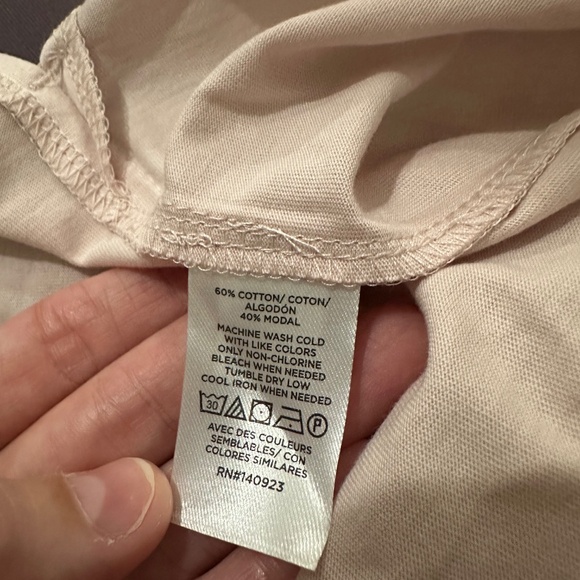 60% COTTON/ COTON/
ALGODÓN
40% MODAL
MACHINE WASH COLD
WITH LIKE COLORS
ONLY NON-CHLORINE
BLEACH WHEN NEEDED
TUMBLE DRY LOW
COOL IRON WHEN NEEDED
30 P
AVEC DES COULEURS
SEMBLABLES/ CON
COLORES SIMILARES
RN#140923